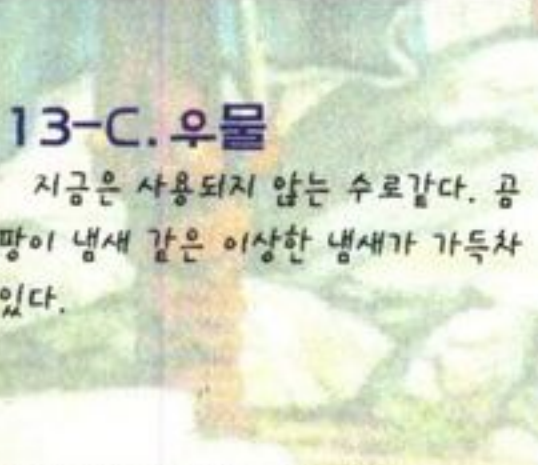 13-C. 우물
지금은 사용되지 않는 수로같다. 곰
팡이 냄새 같은 이상한 냄새가 가득차
있다.